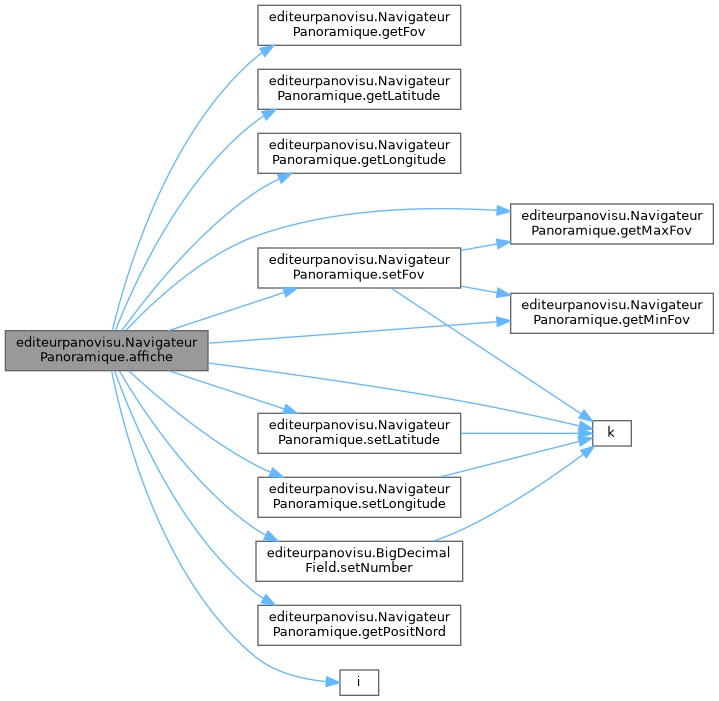 editeurpanovisu.Navigateur
Panoramique.getFov
editeurpanovisu.Navigateur
Panoramique.getLatitude
editeurpanovisu.Navigateur
Panoramique.getLongitude
editeurpanovisu.Navigateur
Panoramique.getMaxFov
editeurpanovisu.Navigateur
Panoramique.setFov
editeurpanovisu.Navigateur
Panoramique.getMinFov
editeurpanovisu.Navigateur
Panoramique.affiche
editeurpanovisu.Navigateur
Panoramique.setLatitude
k
editeurpanovisu.Navigateur
Panoramique.setLongitude
editeurpanovisu.BigDecimal
Field.setNumber
editeurpanovisu.Navigateur
Panoramique.getPositNord
i